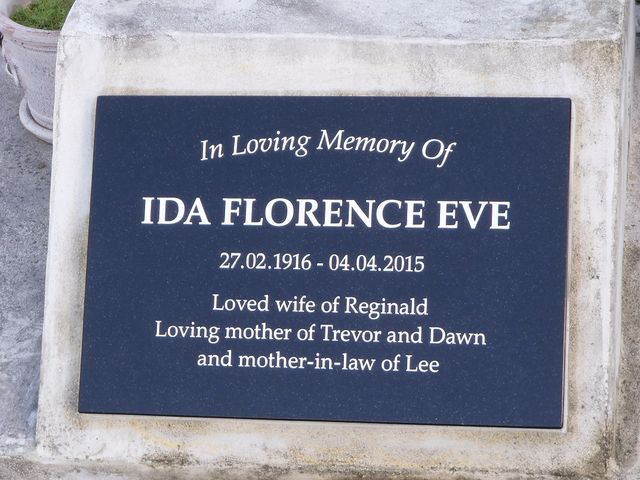 In Loving Memory Of
IDA FLORENCE EVE
27.02.1916 - 04.04.2015
Loved wife of Reginald
Loving mother of Trevor and Dawn
and mother-in-law of Lee